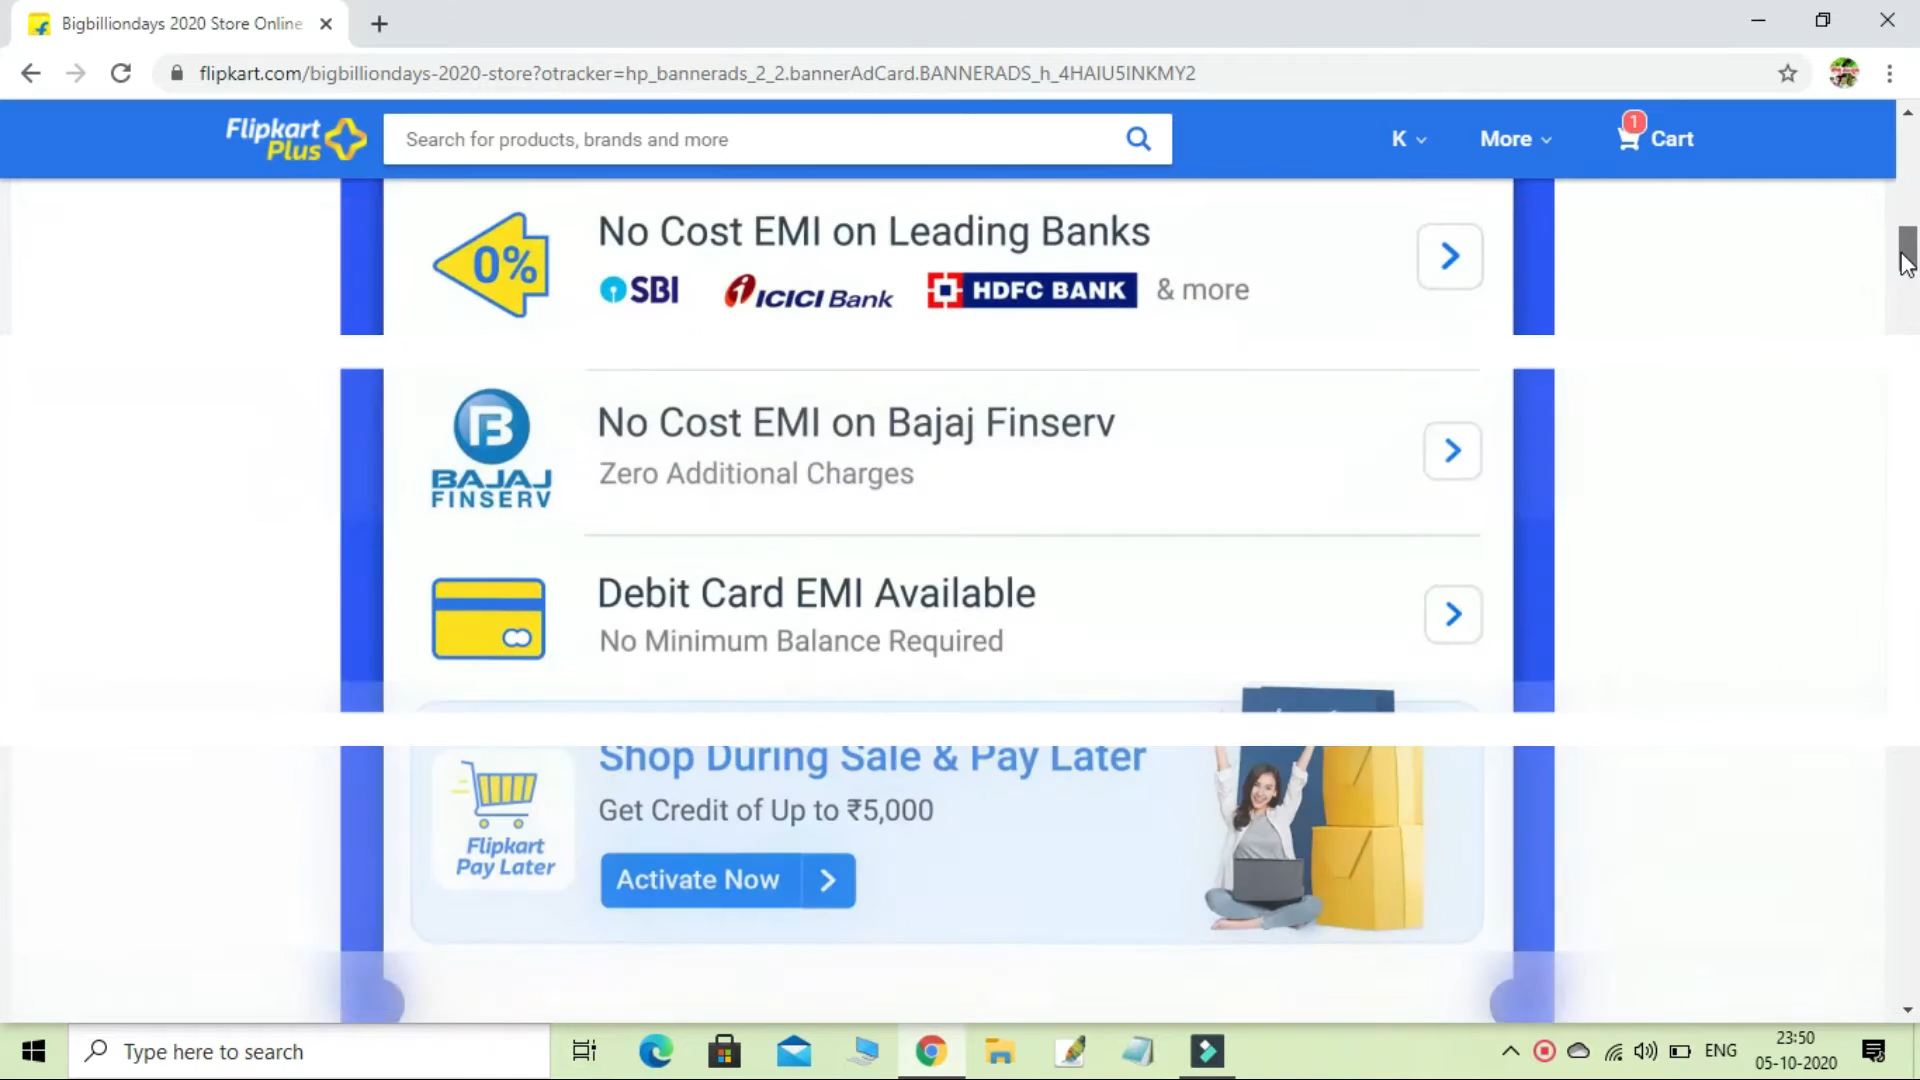 Bigbilliondays 2020 Store Online
flipkart.com/bigbilliondays-2020-store?otracker=hp_bannerads_2_2.bannerAdCard.BANNERADS_h_4HAIU5INKMY2
Flipkart
Plus
Search for products, brands and more
K
More
1
Cart
0%
No Cost EMI on Leading Banks
SBI
ICICI Bank
HDFC BANK
& more
No Cost EMI on Bajaj Finserv
Zero Additional Charges
BAJAJ
FINSERV
Debit Card EMI Available
No Minimum Balance Required
Shop During Sale & Pay Later
Get Credit of Up to ₹5,000
Flipkart
Pay Later
Activate Now
Type here to search
ENG
23:50
05-10-2020